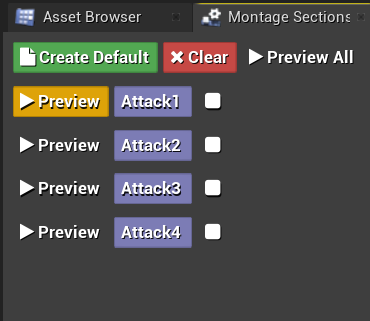 Asset Browser Montage Sections
Create Default Clear Preview All
Preview Attack1
Preview Attack2
Preview Attack3
Preview Attack4